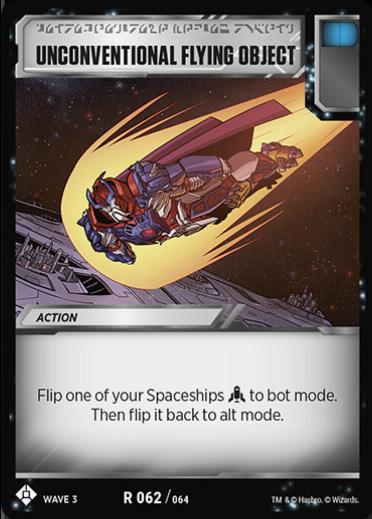 UNCONVENTIONAL FLYING OBJECT
ACTION
Flip one of your Spaceships to bot mode.
Then flip it back to alt mode.
WAVE 3 R 062 / 064 TM & © Hasbro. © Wizards.